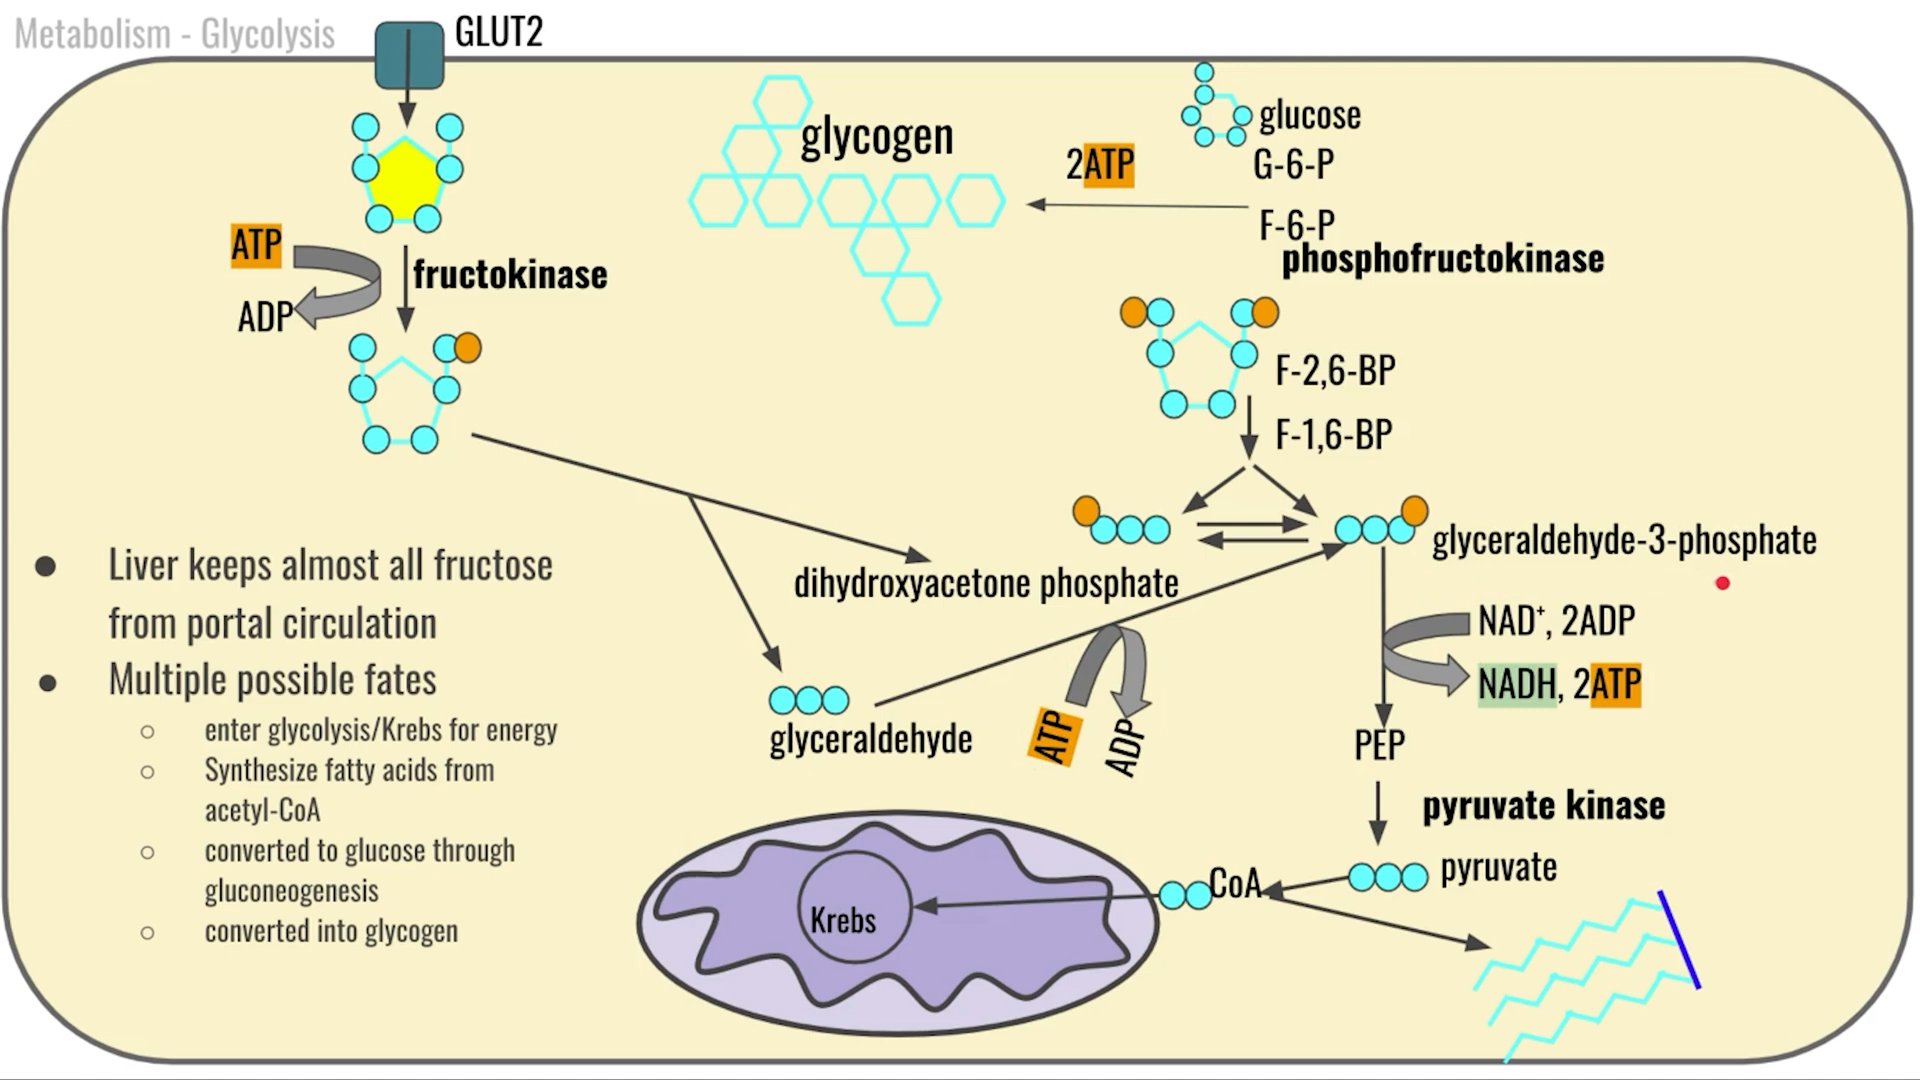 Metabolism - Glycolysis
GLUT2
glycogen
glucose
2ATP
G-6-P
F-6-P
phosphofructokinase
ATP
fructokinase
ADP
F-2,6-BP
F-1,6-BP
glyceraldehyde-3-phosphate
dihydroxyacetone phosphate
● Liver keeps almost all fructose
from portal circulation
● Multiple possible fates
○ enter glycolysis/Krebs for energy
○ Synthesize fatty acids from
acetyl-CoA
○ converted to glucose through
gluconeogenesis
○ converted into glycogen
NAD⁺, 2ADP
NADH, 2ATP
glyceraldehyde
ATP
ADP
PEP
pyruvate kinase
pyruvate
CoA
Krebs